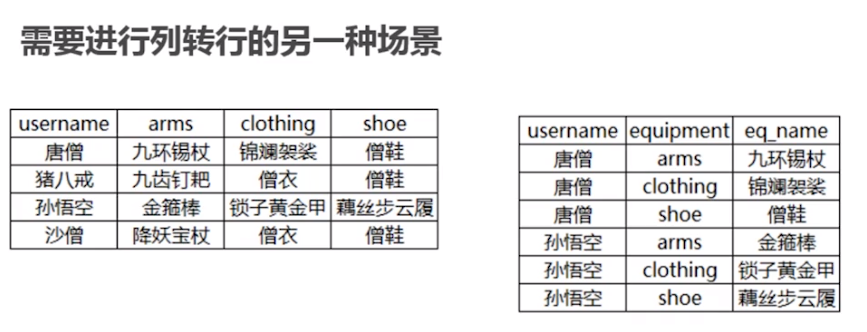 需要进行列转行的另一种场景
username arms clothing shoe
唐僧 九环锡杖 锦斓袈裟 僧鞋
猪八戒 九齿钉耙 僧衣 僧鞋
孙悟空 金箍棒 锁子黄金甲 藕丝步云履
沙僧 降妖宝杖 僧衣 僧鞋
username equipment eq_name
唐僧 arms 九环锡杖
唐僧 clothing 锦斓袈裟
唐僧 shoe 僧鞋
孙悟空 arms 金箍棒
孙悟空 clothing 锁子黄金甲
孙悟空 shoe 藕丝步云履